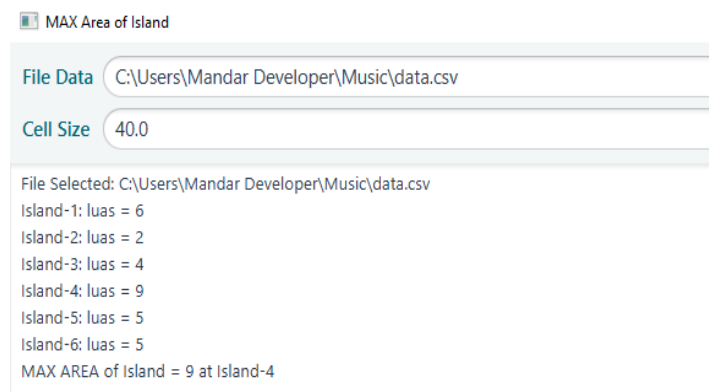 MAX Area of Island
File Data C:\Users\Mandar Developer\Music\data.csv
Cell Size 40.0
File Selected: C:\Users\Mandar Developer\Music\data.csv
Island-1: luas = 6
Island-2: luas = 2
Island-3: luas = 4
Island-4: luas = 9
Island-5: luas = 5
Island-6: luas = 5
MAX AREA of Island = 9 at Island-4